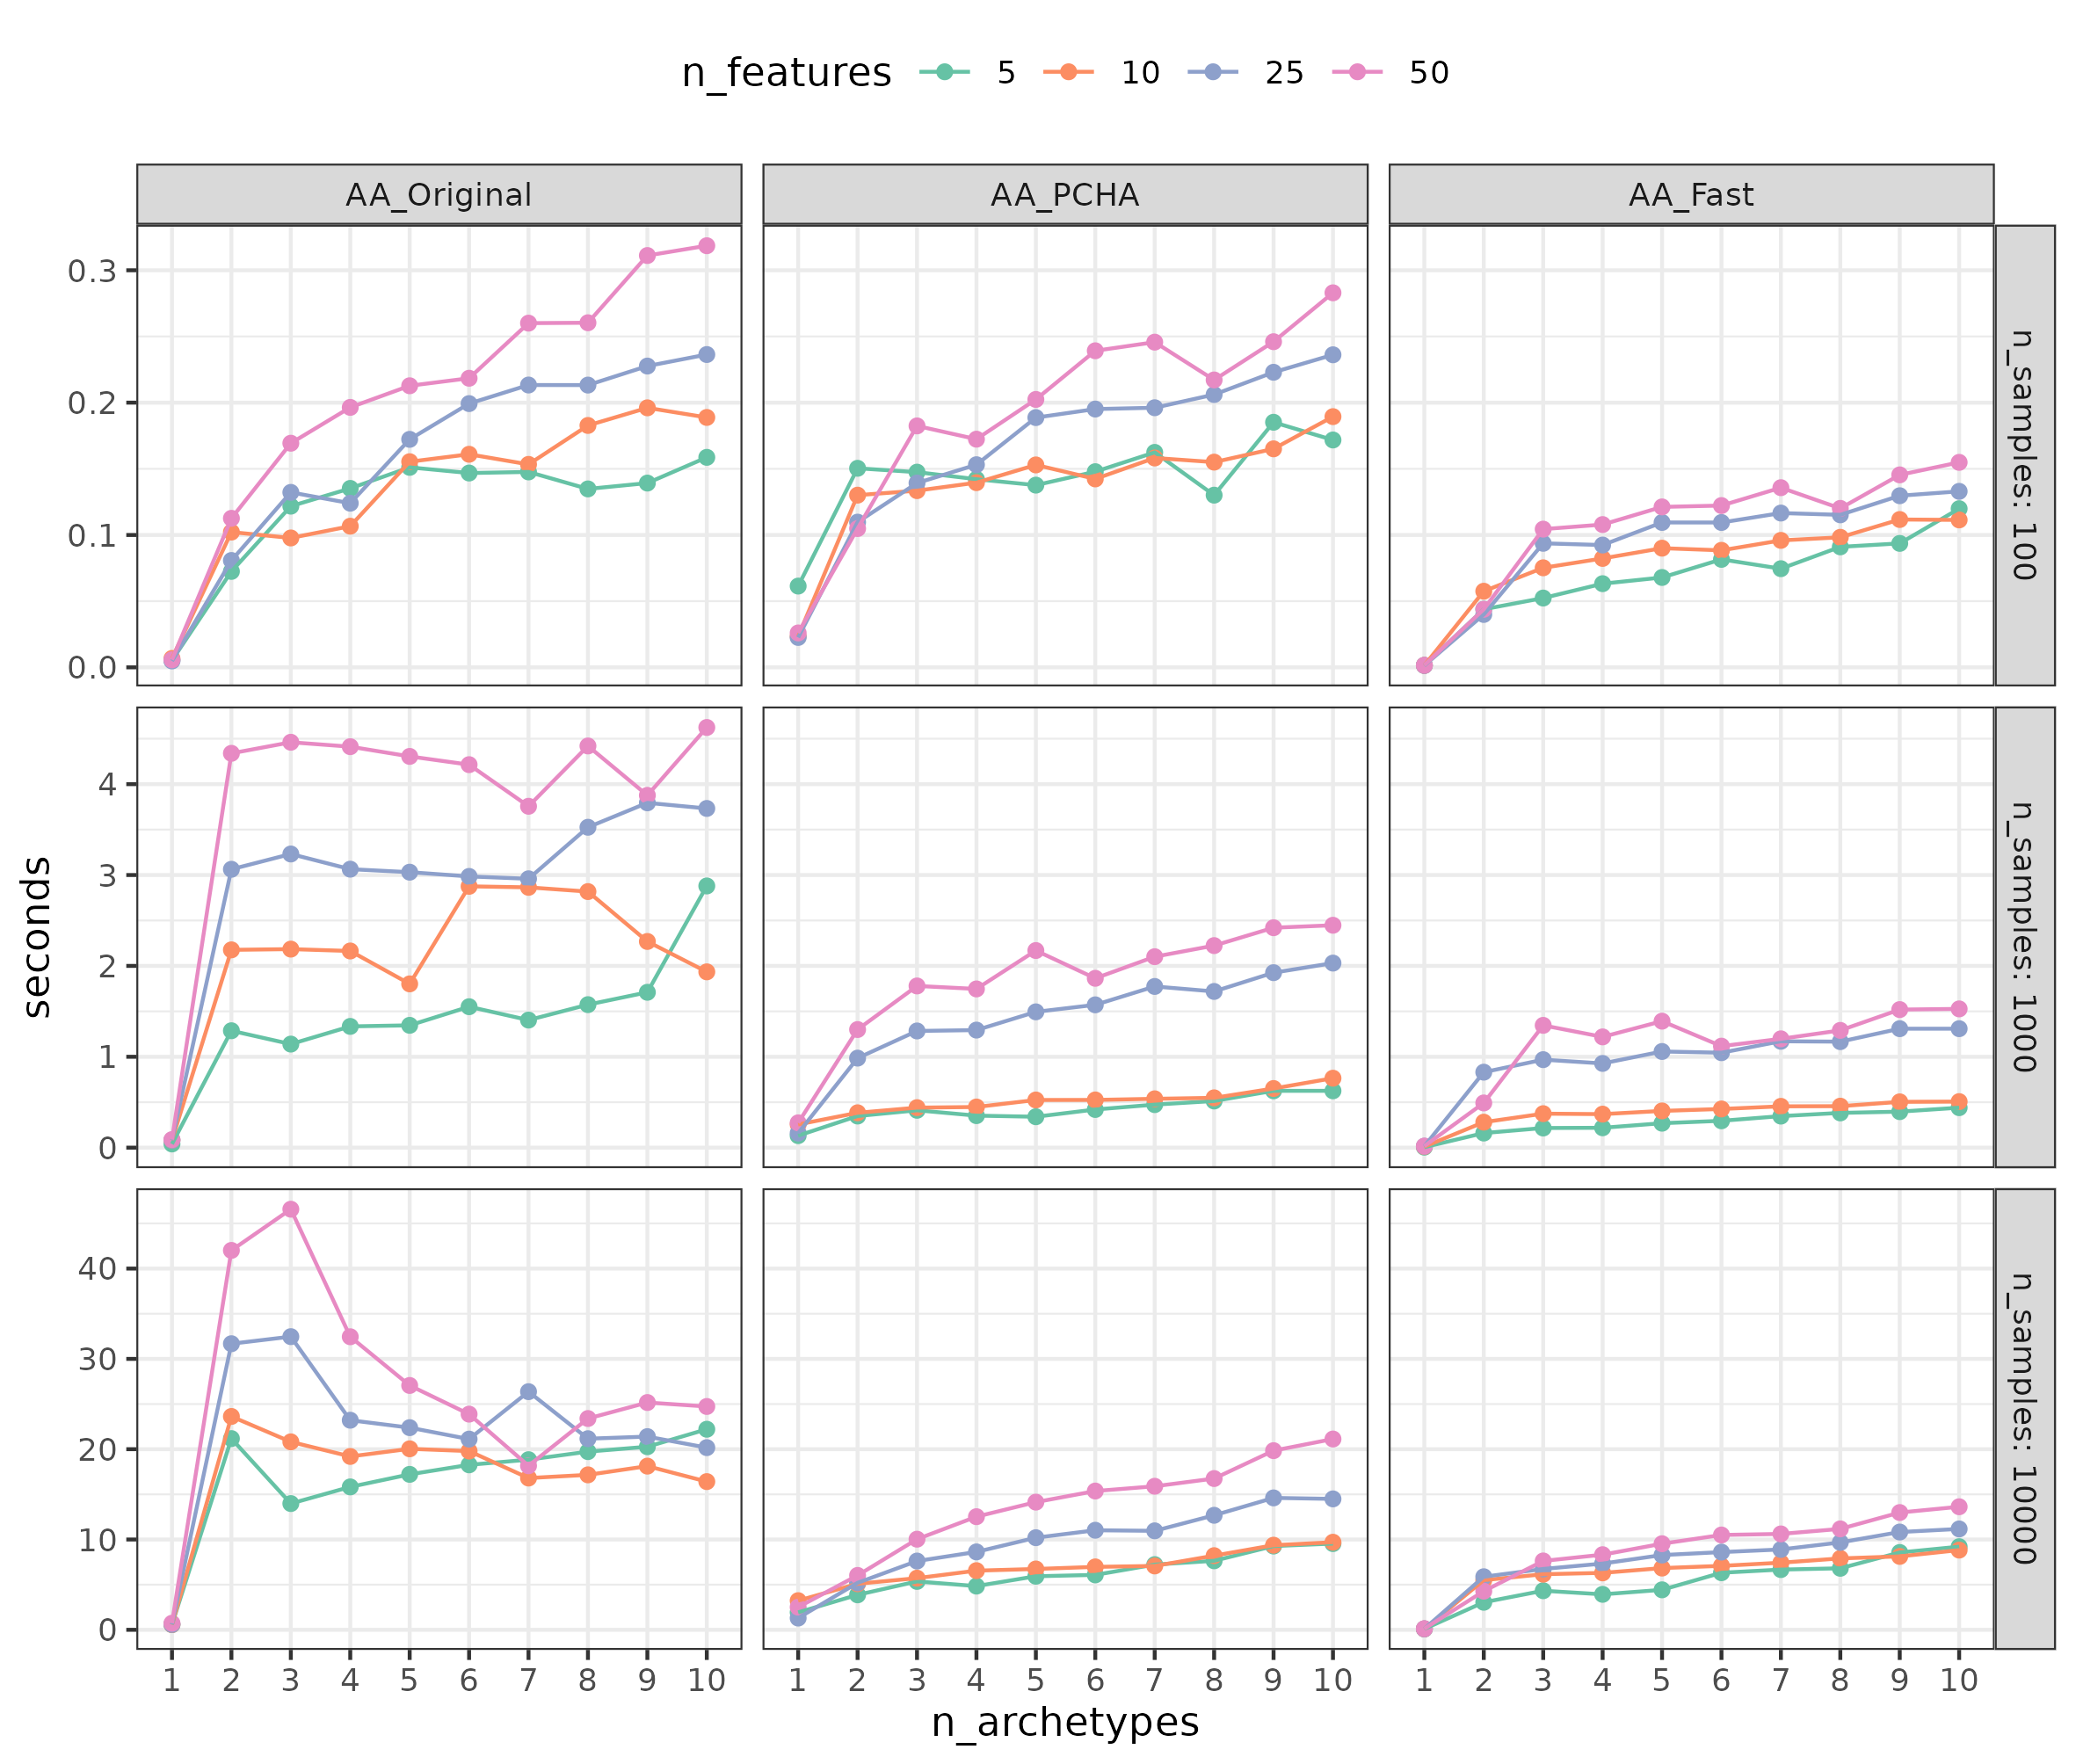 n_features 5 10 25 50
AA_Original AA_PCHA AA_Fast
0.3
0.2
0.1
0.0
n_samples: 100
4
3
2
1
0
n_samples: 1000
40
30
20
10
0
n_samples: 10000
seconds
1 2 3 4 5 6 7 8 9 10 1 2 3 4 5 6 7 8 9 10 1 2 3 4 5 6 7 8 9 10
n_archetypes